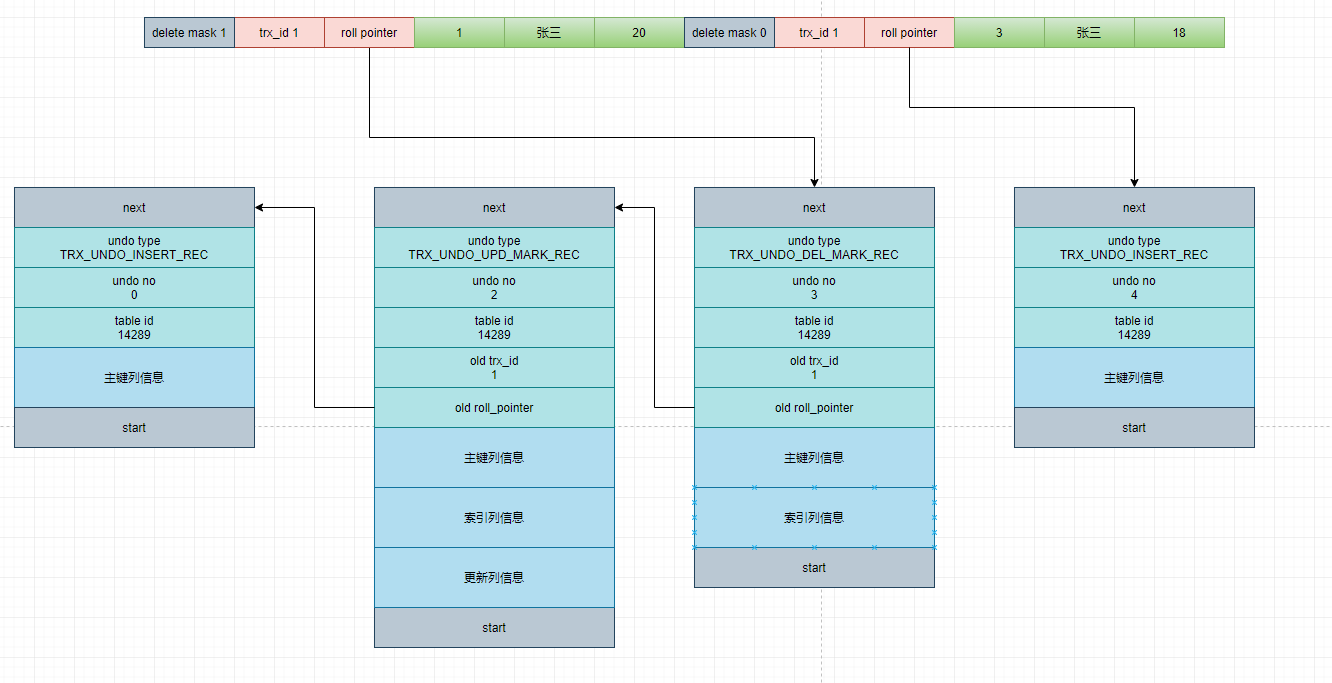 delete mask 1
trx_id 1
roll pointer
1
张三
20
delete mask 0
trx_id 1
roll pointer
3
张三
18
next
undo type
TRX_UNDO_INSERT_REC
undo no
0
table id
14289
主键列信息
start
next
undo type
TRX_UNDO_UPD_MARK_REC
undo no
2
table id
14289
old trx_id
1
old roll_pointer
主键列信息
索引列信息
更新列信息
start
next
undo type
TRX_UNDO_DEL_MARK_REC
undo no
3
table id
14289
old trx_id
1
old roll_pointer
主键列信息
索引列信息
start
next
undo type
TRX_UNDO_INSERT_REC
undo no
4
table id
14289
主键列信息
start